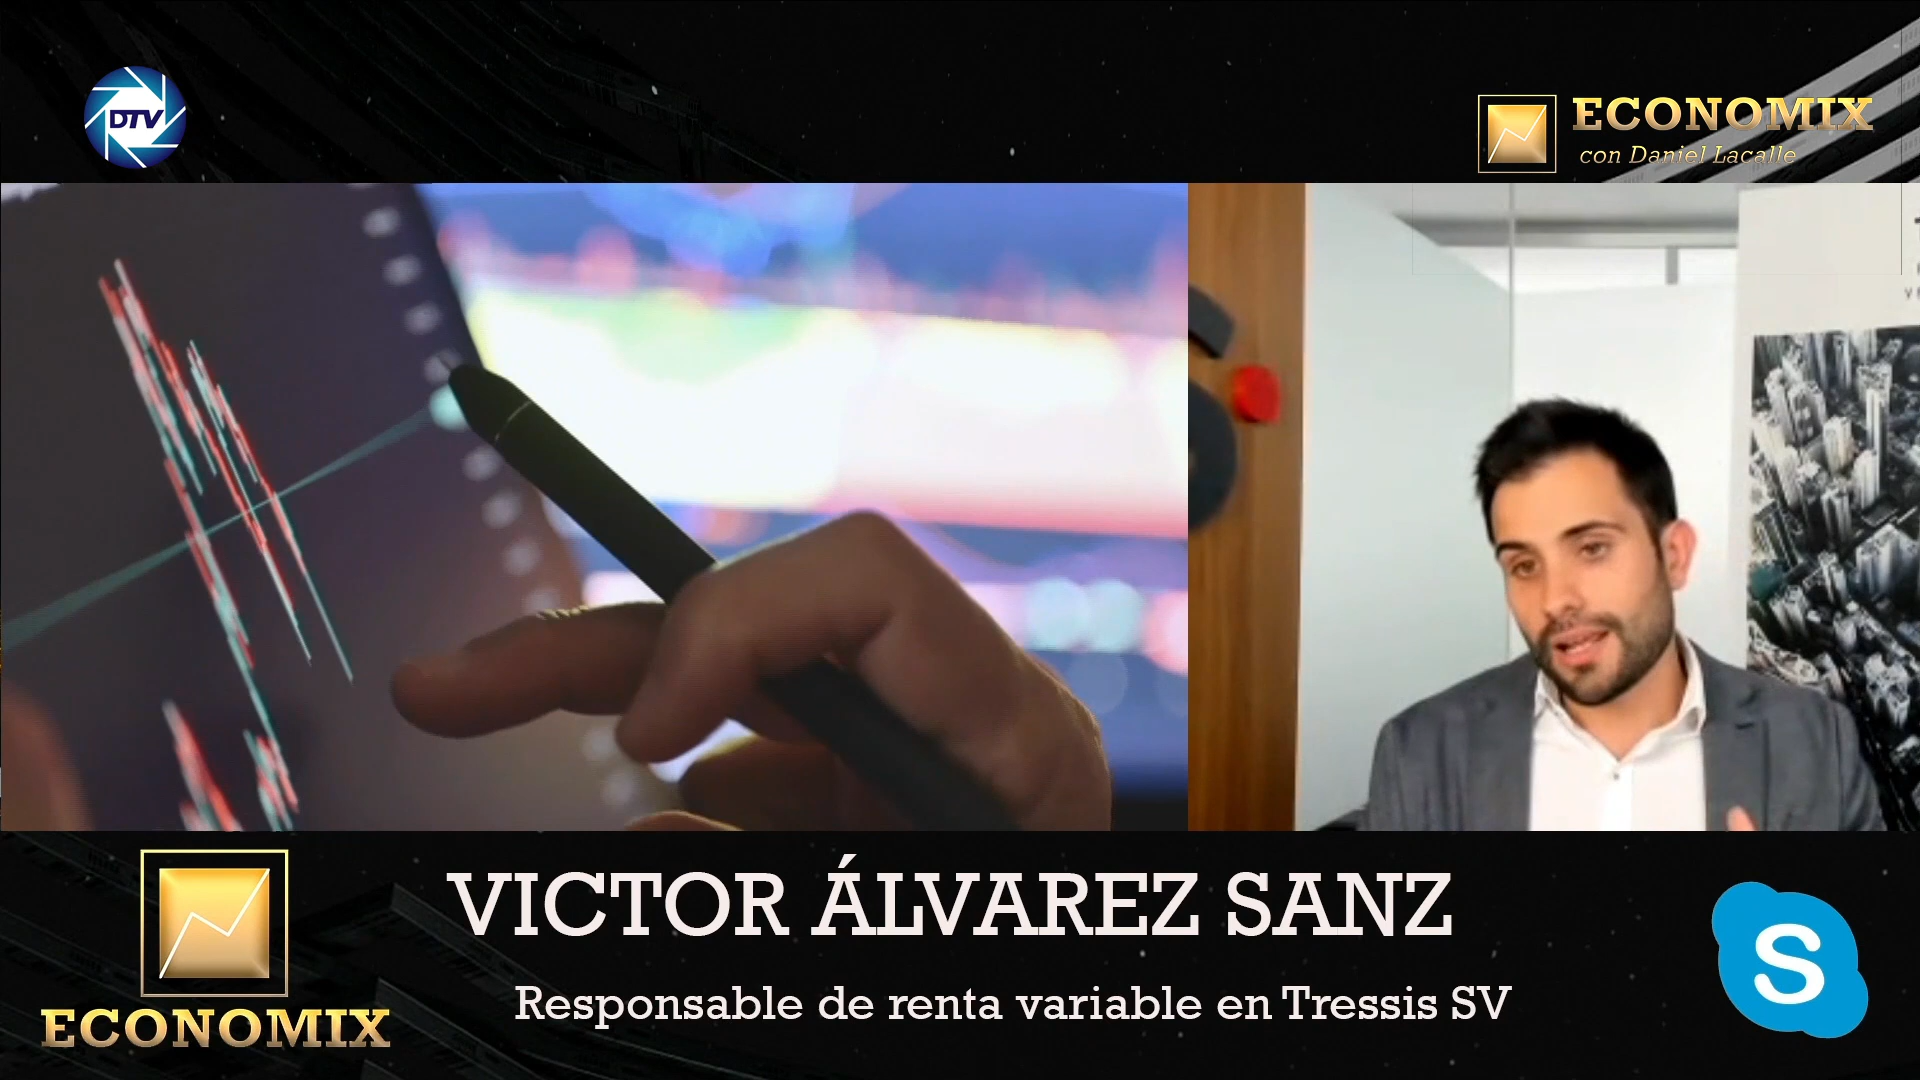 DTV
ECONOMIX
con Daniel Lacalle
VICTOR ÁLVAREZ SANZ
Responsable de renta variable en Tressis SV
ECONOMIX
S